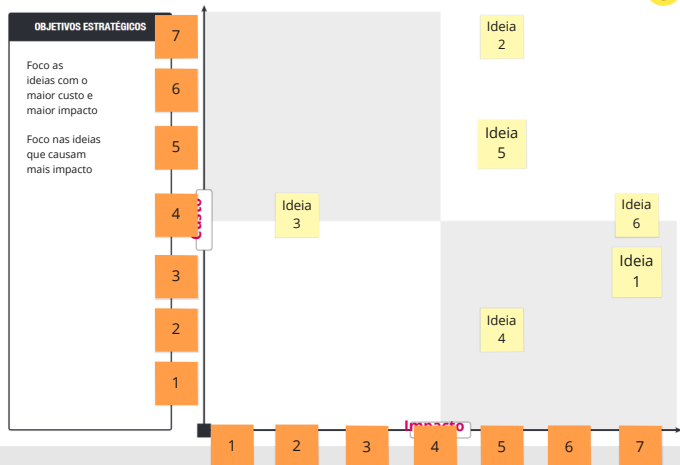 OBJETIVOS ESTRATÉGICOS
Foco as
ideias com o
maior custo e
maior impacto
Foco nas ideias
que causam
mais impacto
7
6
5
4
3
2
1
Custo
Ideia
2
Ideia
5
Ideia
3
Ideia
6
Ideia
1
Ideia
4
Impacto
1
2
3
4
5
6
7